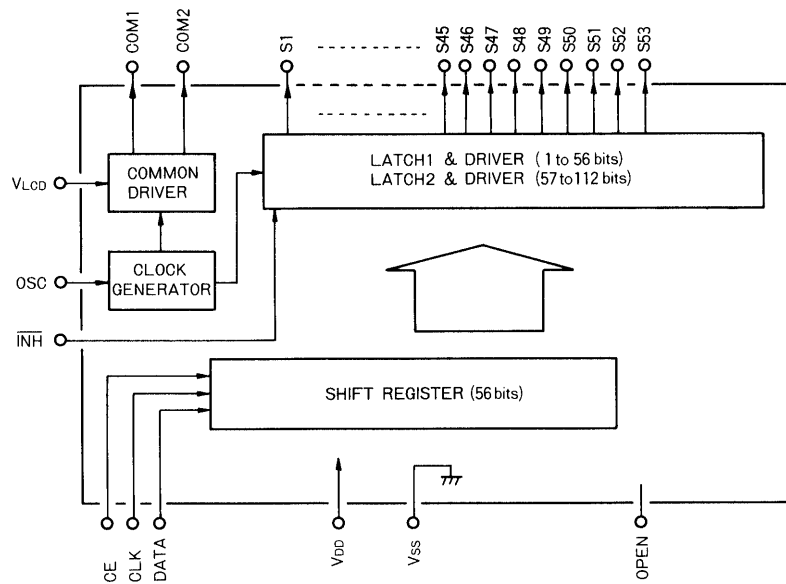 COM1
COM2
S1
S45
S46
S47
S48
S49
S50
S51
S52
S53
LATCH1 & DRIVER (1 to 56 bits)
LATCH2 & DRIVER (57 to 112 bits)
VLCD
COMMON
DRIVER
OSC
CLOCK
GENERATOR
INH
SHIFT REGISTER (56 bits)
CE
CLK
DATA
VDD
VSS
OPEN